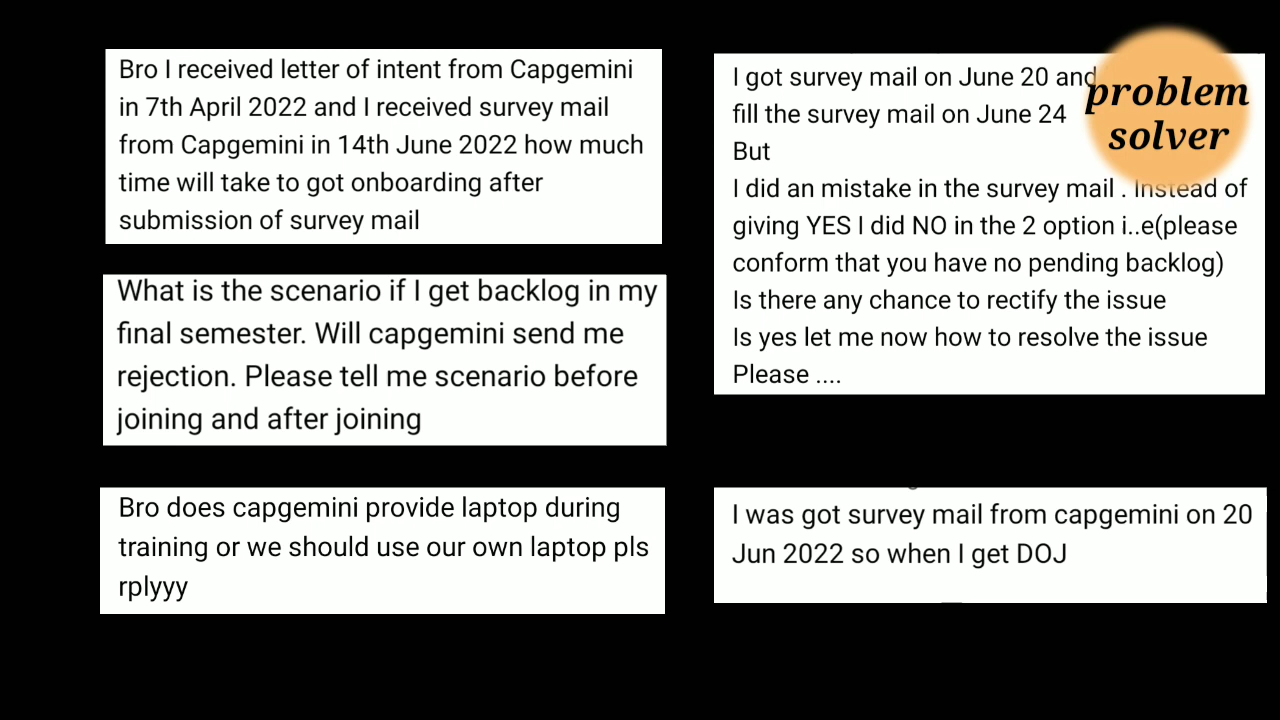 Bro I received letter of intent from Capgemini
in 7th April 2022 and I received survey mail
from Capgemini in 14th June 2022 how much
time will take to got onboarding after
submission of survey mail
What is the scenario if I get backlog in my
final semester. Will capgemini send me
rejection. Please tell me scenario before
joining and after joining
Bro does capgemini provide laptop during
training or we should use our own laptop pls
rplyyy
I got survey mail on June 20 and
fill the survey mail on June 24
But
I did an mistake in the survey mail . Instead of
giving YES I did NO in the 2 option i..e(please
conform that you have no pending backlog)
Is there any chance to rectify the issue
Is yes let me now how to resolve the issue
Please ....
problem
solver
I was got survey mail from capgemini on 20
Jun 2022 so when I get DOJ